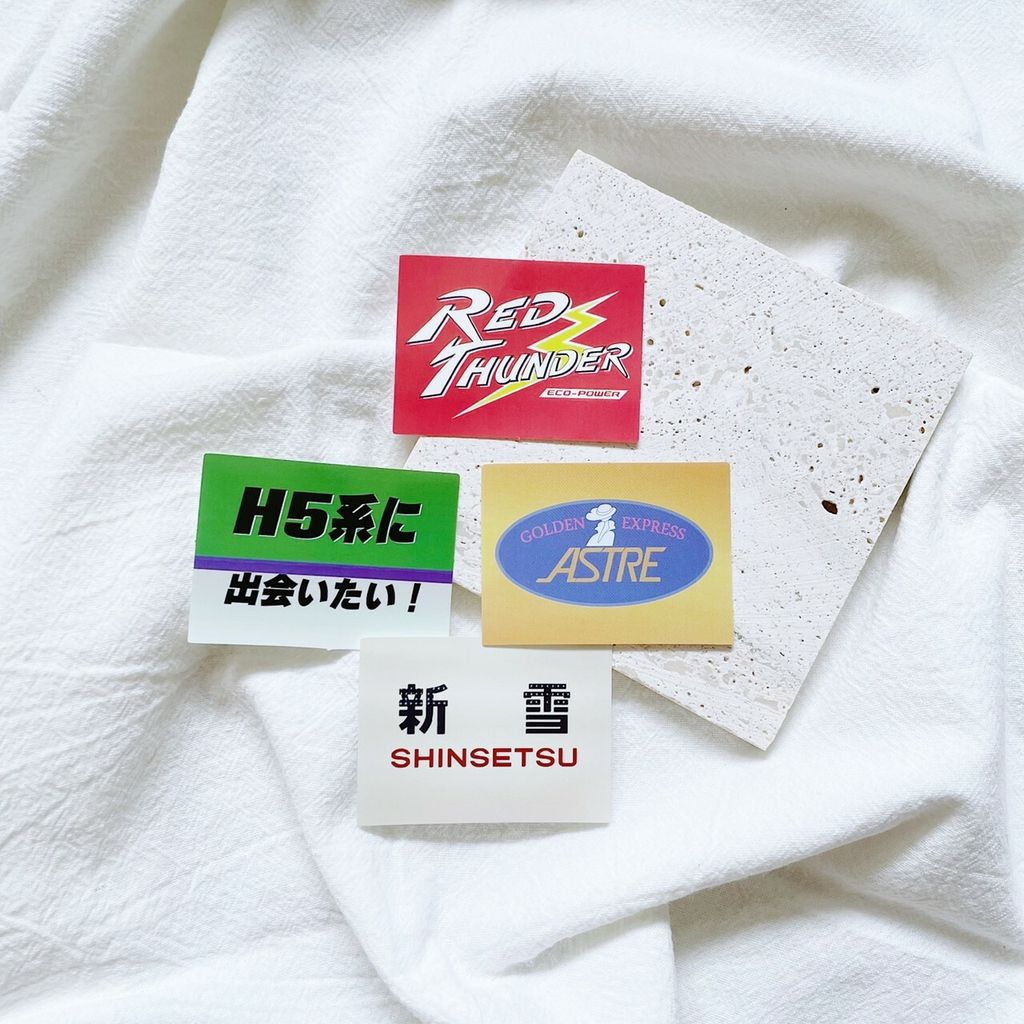 RED
THUNDER
ECO-POWER
H5系に
出会いたい！
GOLDEN EXPRESS
ASTRE
新 雪
SHINSETSU